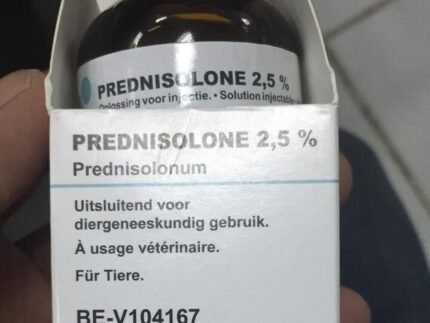 PREDNISOLONE 2,5 %
Oplossing voor injectie. • Solution injectable
PREDNISOLONE 2,5 %
Prednisolonum
Uitsluitend voor
diergeneeskundig gebruik.
À usage vétérinaire.
Für Tiere.
BE-V104167